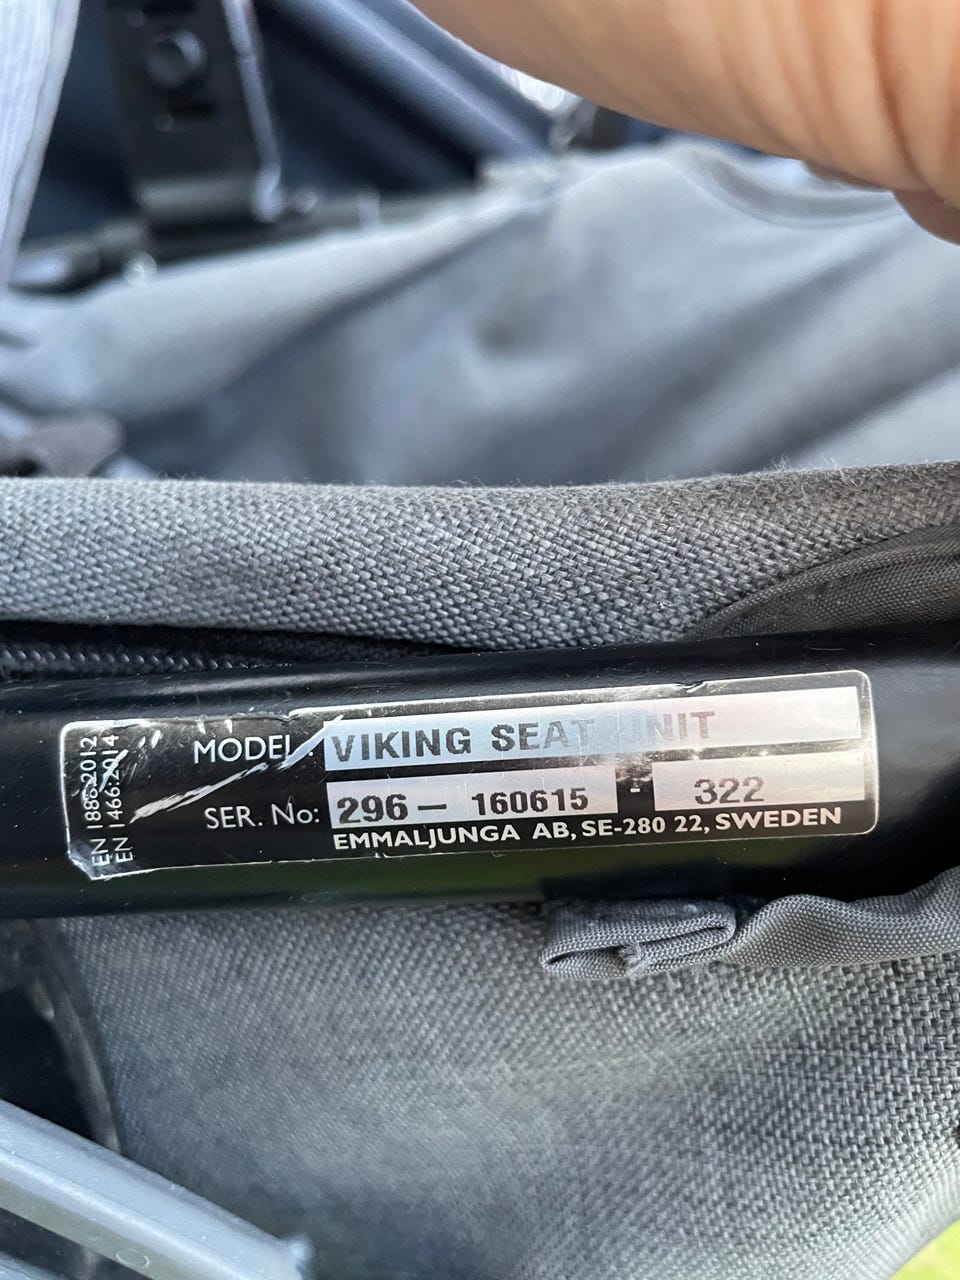 MODEL: VIKING SEAT UNIT
SER. No: 296— 160615 - 322
EMMALJUNGA AB, SE-280 22, SWEDEN
EN 1888:2012
EN 1466:2014